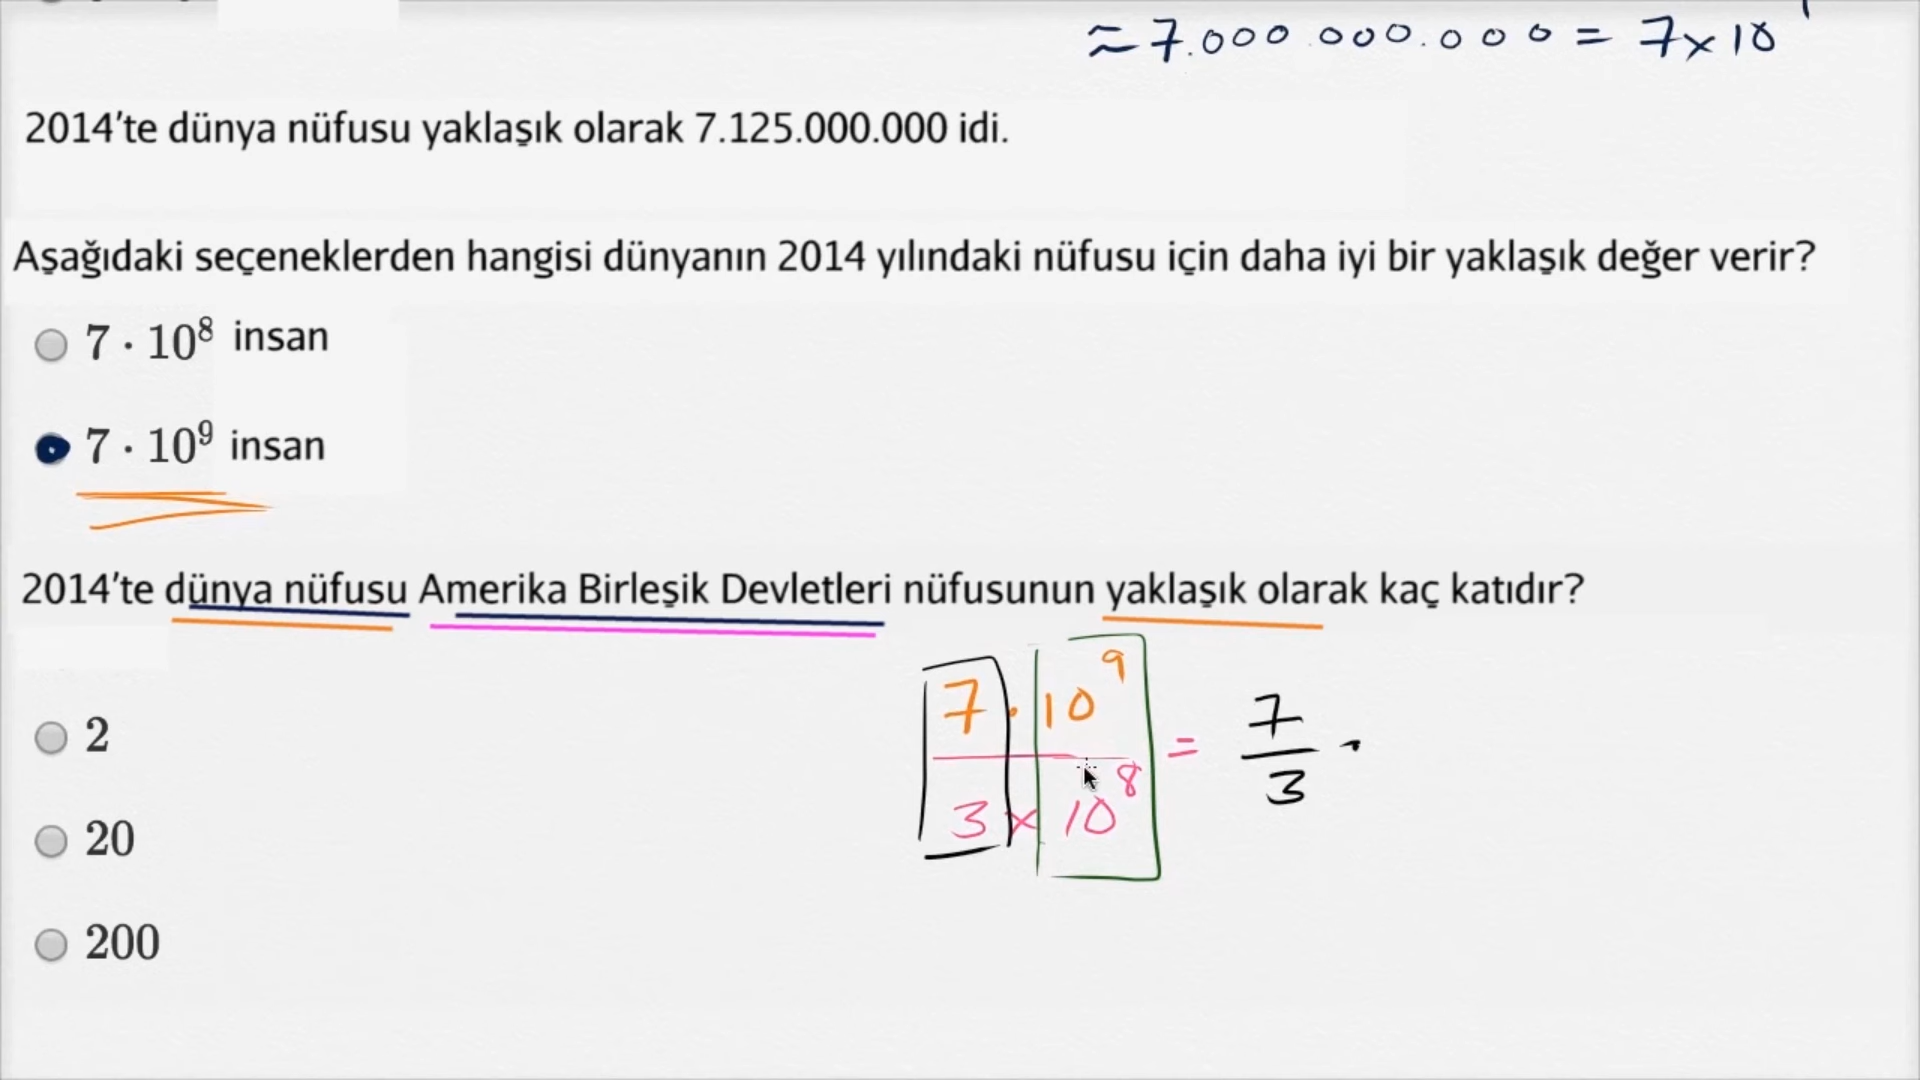 ≈ 7.000.000.000 = 7 × 10
2014'te dünya nüfusu yaklaşık olarak 7.125.000.000 idi.
Aşağıdaki seçeneklerden hangisi dünyanın 2014 yılındaki nüfusu için daha iyi bir yaklaşık değer verir?
7 · 10⁸ insan
7 · 10⁹ insan
2014'te dünya nüfusu Amerika Birleşik Devletleri nüfusunun yaklaşık olarak kaç katıdır?
2
20
200
7 · 10⁹
3 × 10⁸
= 7/3 ·